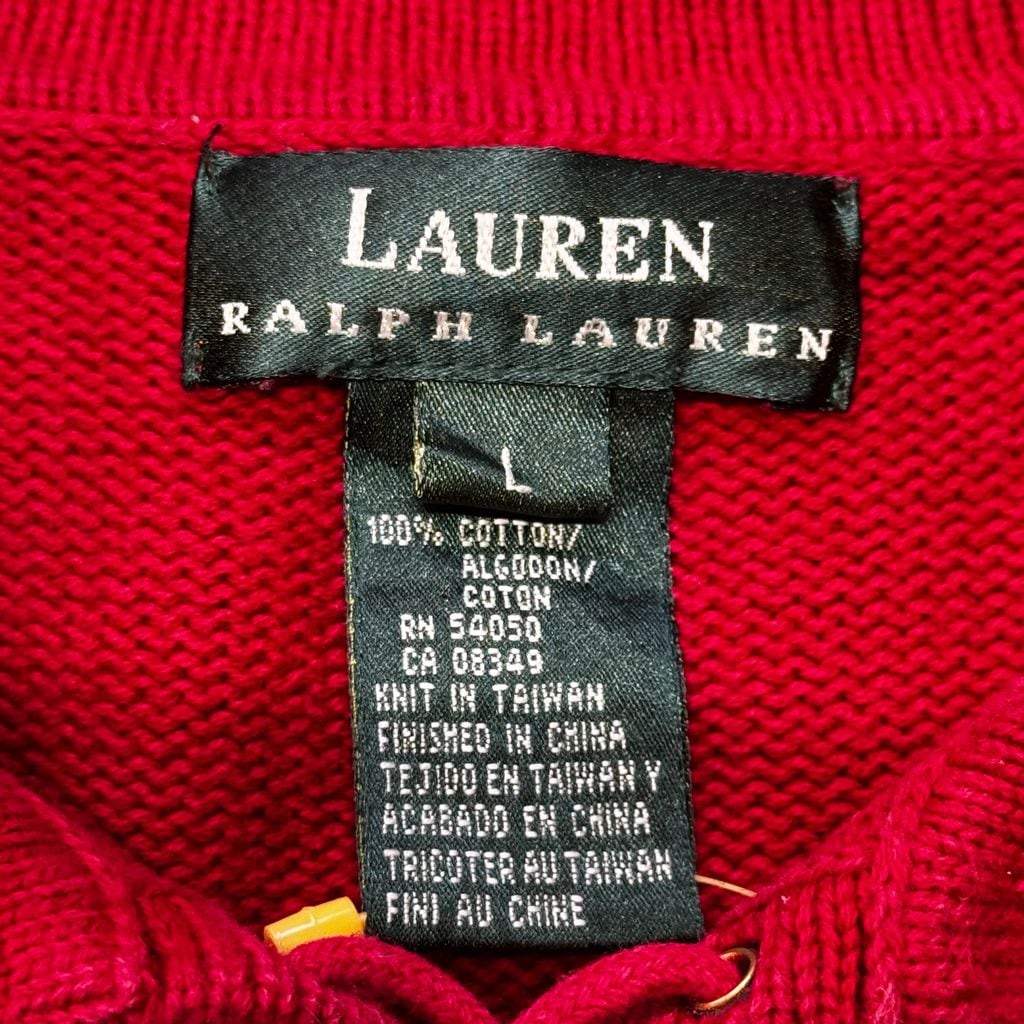 LAUREN
RALPH LAUREN
L
100% COTTON/
ALGODON/
COTON
RN 54050
CA 08349
KNIT IN TAIWAN
FINISHED IN CHINA
TEJIDO EN TAIWAN Y
ACABADO EN CHINA
TRICOTER AU TAIWAN
FINI AU CHINE